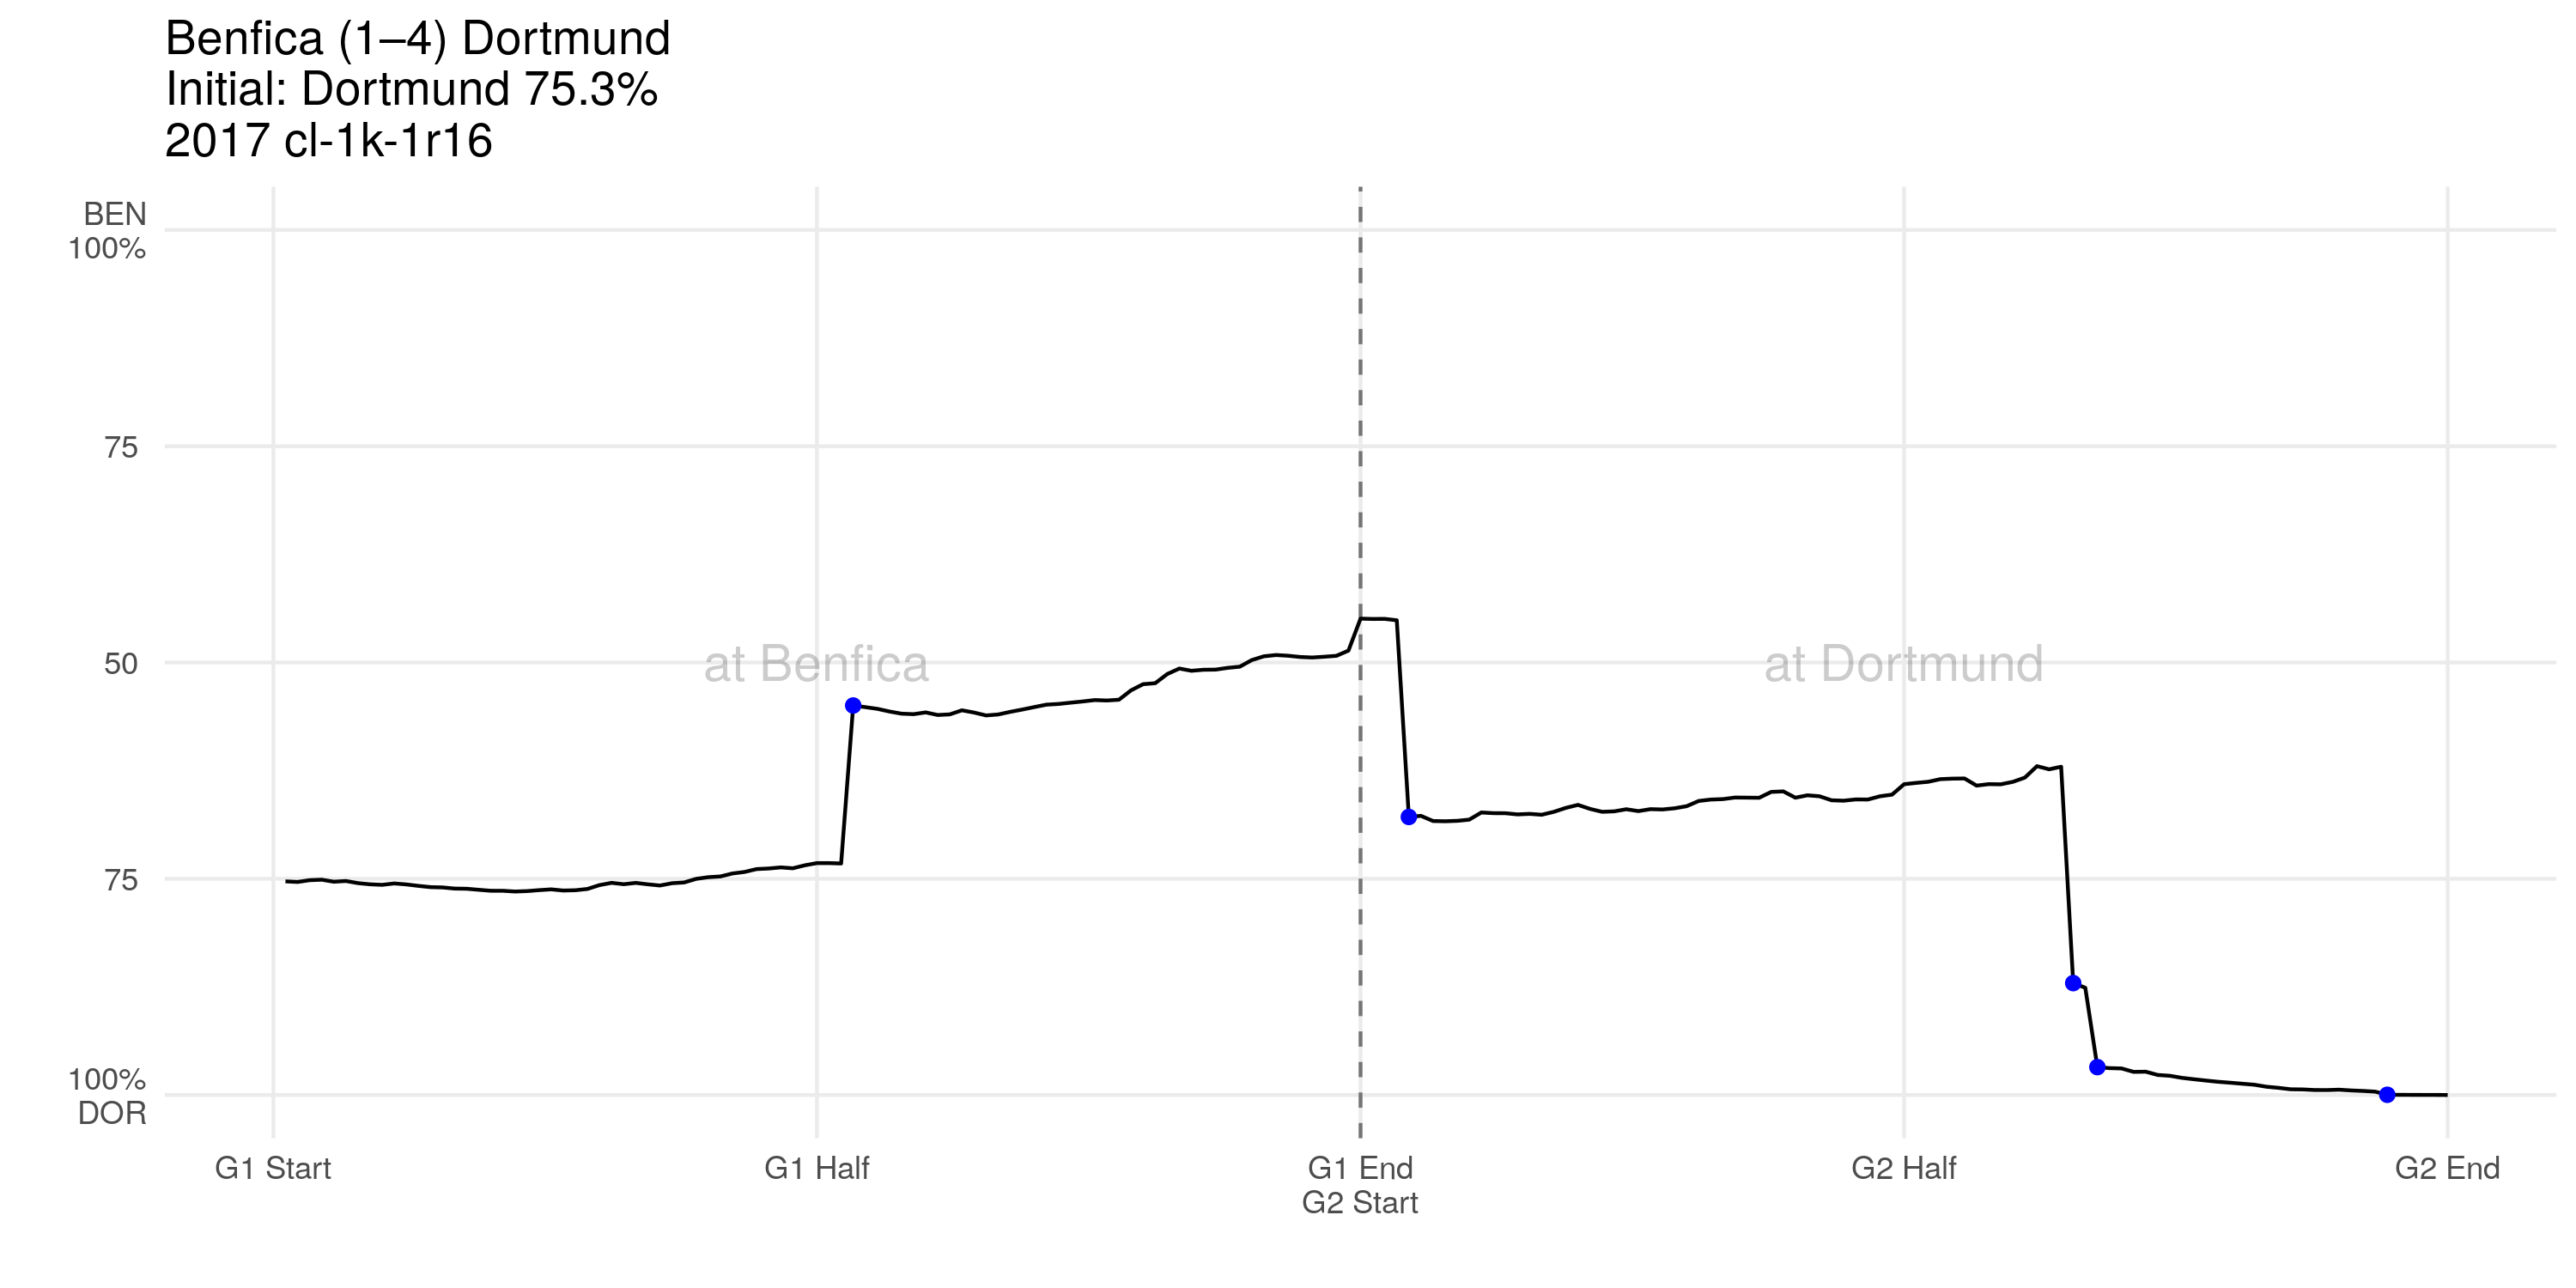 Benfica (1–4) Dortmund
Initial: Dortmund 75.3%
2017 cl-1k-1r16
BEN
100%
75
50
75
100%
DOR
at Benfica
at Dortmund
G1 Start
G1 Half
G1 End
G2 Start
G2 Half
G2 End